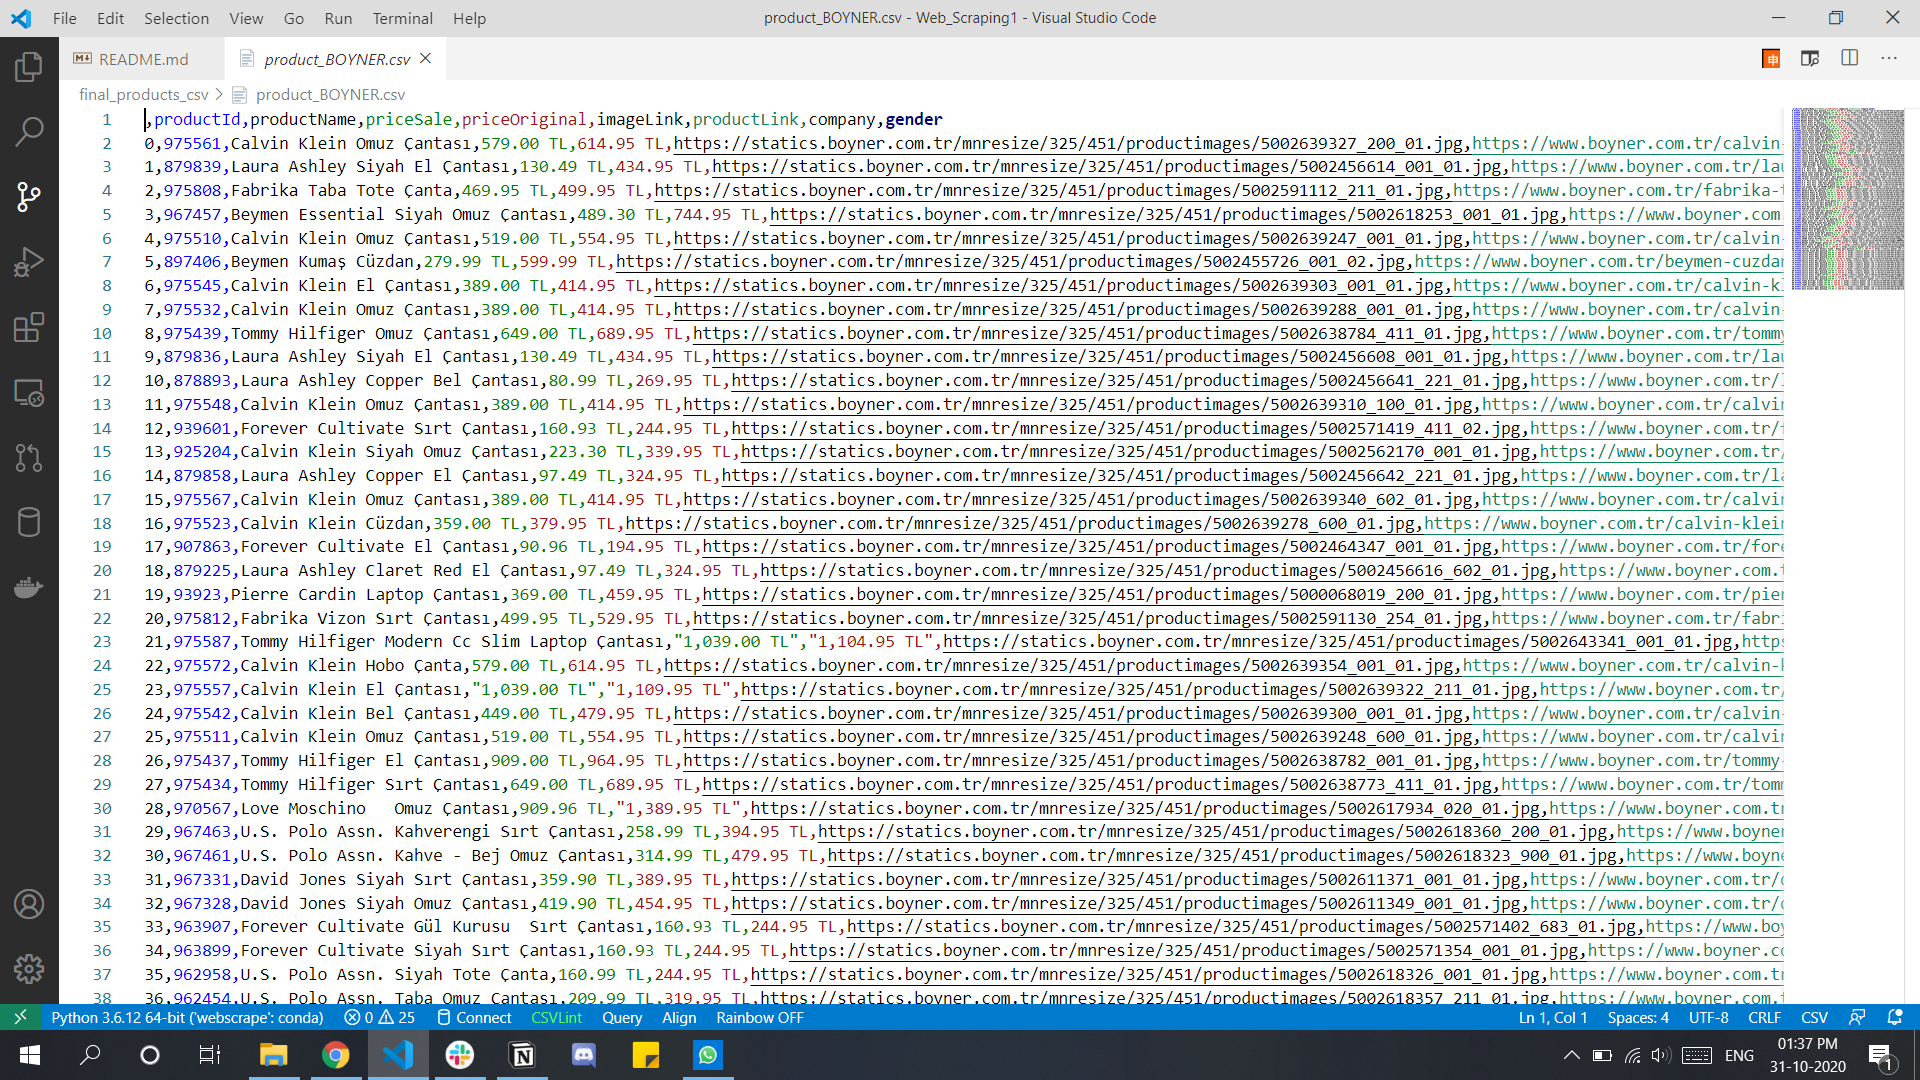 File Edit Selection View Go Run Terminal Help
product_BOYNER.csv - Web_Scraping1 - Visual Studio Code
README.md
product_BOYNER.csv
final_products_csv > product_BOYNER.csv
1 ,productId,productName,priceSale,priceOriginal,imageLink,productLink,company,gender
2 0,975561,Calvin Klein Omuz Çantası,579.00 TL,614.95 TL,https://statics.boyner.com.tr/mnresize/325/451/productimages/5002639327_200_01.jpg,https://www.boyner.com.tr/calvin-
3 1,879839,Laura Ashley Siyah El Çantası,130.49 TL,434.95 TL,https://statics.boyner.com.tr/mnresize/325/451/productimages/5002456614_001_01.jpg,https://www.boyner.com.tr/lau
4 2,975808,Fabrika Taba Tote Çanta,469.95 TL,499.95 TL,https://statics.boyner.com.tr/mnresize/325/451/productimages/5002591112_211_01.jpg,https://www.boyner.com.tr/fabrika-
5 3,967457,Beymen Essential Siyah Omuz Çantası,489.30 TL,744.95 TL,https://statics.boyner.com.tr/mnresize/325/451/productimages/5002618253_001_01.jpg,https://www.boyner.com.
6 4,975510,Calvin Klein Omuz Çantası,519.00 TL,554.95 TL,https://statics.boyner.com.tr/mnresize/325/451/productimages/5002639247_001_01.jpg,https://www.boyner.com.tr/calvin-
7 5,897406,Beymen Kumaş Cüzdan,279.99 TL,599.99 TL,https://statics.boyner.com.tr/mnresize/325/451/productimages/5002455726_001_02.jpg,https://www.boyner.com.tr/beymen-cuzdan
8 6,975545,Calvin Klein El Çantası,389.00 TL,414.95 TL,https://statics.boyner.com.tr/mnresize/325/451/productimages/5002639303_001_01.jpg,https://www.boyner.com.tr/calvin-k
9 7,975532,Calvin Klein Omuz Çantası,389.00 TL,414.95 TL,https://statics.boyner.com.tr/mnresize/325/451/productimages/5002639288_001_01.jpg,https://www.boyner.com.tr/calvin-
10 8,975439,Tommy Hilfiger Omuz Çantası,649.00 TL,689.95 TL,https://statics.boyner.com.tr/mnresize/325/451/productimages/5002638784_411_01.jpg,https://www.boyner.com.tr/tommy
11 9,879836,Laura Ashley Siyah El Çantası,130.49 TL,434.95 TL,https://statics.boyner.com.tr/mnresize/325/451/productimages/5002456608_001_01.jpg,https://www.boyner.com.tr/lau
12 10,878893,Laura Ashley Copper Bel Çantası,80.99 TL,269.95 TL,https://statics.boyner.com.tr/mnresize/325/451/productimages/5002456641_221_01.jpg,https://www.boyner.com.tr/l
13 11,975548,Calvin Klein Omuz Çantası,389.00 TL,414.95 TL,https://statics.boyner.com.tr/mnresize/325/451/productimages/5002639310_100_01.jpg,https://www.boyner.com.tr/calvin
14 12,939601,Forever Cultivate Sırt Çantası,160.93 TL,244.95 TL,https://statics.boyner.com.tr/mnresize/325/451/productimages/5002571419_411_02.jpg,https://www.boyner.com.tr/f
15 13,925204,Calvin Klein Siyah Omuz Çantası,223.30 TL,339.95 TL,https://statics.boyner.com.tr/mnresize/325/451/productimages/5002562170_001_01.jpg,https://www.boyner.com.tr/
16 14,879858,Laura Ashley Copper El Çantası,97.49 TL,324.95 TL,https://statics.boyner.com.tr/mnresize/325/451/productimages/5002456642_221_01.jpg,https://www.boyner.com.tr/la
17 15,975567,Calvin Klein Omuz Çantası,389.00 TL,414.95 TL,https://statics.boyner.com.tr/mnresize/325/451/productimages/5002639340_602_01.jpg,https://www.boyner.com.tr/calvin
18 16,975523,Calvin Klein Cüzdan,359.00 TL,379.95 TL,https://statics.boyner.com.tr/mnresize/325/451/productimages/5002639278_600_01.jpg,https://www.boyner.com.tr/calvin-klein
19 17,907863,Forever Cultivate El Çantası,90.96 TL,194.95 TL,https://statics.boyner.com.tr/mnresize/325/451/productimages/5002464347_001_01.jpg,https://www.boyner.com.tr/fore
20 18,879225,Laura Ashley Claret Red El Çantası,97.49 TL,324.95 TL,https://statics.boyner.com.tr/mnresize/325/451/productimages/5002456616_602_01.jpg,https://www.boyner.com.t
21 19,93923,Pierre Cardin Laptop Çantası,369.00 TL,459.95 TL,https://statics.boyner.com.tr/mnresize/325/451/productimages/5000068019_200_01.jpg,https://www.boyner.com.tr/pier
22 20,975812,Fabrika Vizon Sırt Çantası,499.95 TL,529.95 TL,https://statics.boyner.com.tr/mnresize/325/451/productimages/5002591130_254_01.jpg,https://www.boyner.com.tr/fabri
23 21,975587,Tommy Hilfiger Modern Cc Slim Laptop Çantası,"1,039.00 TL","1,104.95 TL",https://statics.boyner.com.tr/mnresize/325/451/productimages/5002643341_001_01.jpg,https
24 22,975572,Calvin Klein Hobo Çanta,579.00 TL,614.95 TL,https://statics.boyner.com.tr/mnresize/325/451/productimages/5002639354_001_01.jpg,https://www.boyner.com.tr/calvin-k
25 23,975557,Calvin Klein El Çantası,"1,039.00 TL","1,109.95 TL",https://statics.boyner.com.tr/mnresize/325/451/productimages/5002639322_211_01.jpg,https://www.boyner.com.tr/
26 24,975542,Calvin Klein Bel Çantası,449.00 TL,479.95 TL,https://statics.boyner.com.tr/mnresize/325/451/productimages/5002639300_001_01.jpg,https://www.boyner.com.tr/calvin-
27 25,975511,Calvin Klein Omuz Çantası,519.00 TL,554.95 TL,https://statics.boyner.com.tr/mnresize/325/451/productimages/5002639248_600_01.jpg,https://www.boyner.com.tr/calvin
28 26,975437,Tommy Hilfiger El Çantası,909.00 TL,964.95 TL,https://statics.boyner.com.tr/mnresize/325/451/productimages/5002638782_001_01.jpg,https://www.boyner.com.tr/tommy-
29 27,975434,Tommy Hilfiger Sırt Çantası,649.00 TL,689.95 TL,https://statics.boyner.com.tr/mnresize/325/451/productimages/5002638773_411_01.jpg,https://www.boyner.com.tr/tomm
30 28,970567,Love Moschino   Omuz Çantası,909.96 TL,"1,389.95 TL",https://statics.boyner.com.tr/mnresize/325/451/productimages/5002617934_020_01.jpg,https://www.boyner.com.tr
31 29,967463,U.S. Polo Assn. Kahverengi Sırt Çantası,258.99 TL,394.95 TL,https://statics.boyner.com.tr/mnresize/325/451/productimages/5002618360_200_01.jpg,https://www.boyner
32 30,967461,U.S. Polo Assn. Kahve - Bej Omuz Çantası,314.99 TL,479.95 TL,https://statics.boyner.com.tr/mnresize/325/451/productimages/5002618323_900_01.jpg,https://www.boyne
33 31,967331,David Jones Siyah Sırt Çantası,359.90 TL,389.95 TL,https://statics.boyner.com.tr/mnresize/325/451/productimages/5002611371_001_01.jpg,https://www.boyner.com.tr/d
34 32,967328,David Jones Siyah Omuz Çantası,419.90 TL,454.95 TL,https://statics.boyner.com.tr/mnresize/325/451/productimages/5002611349_001_01.jpg,https://www.boyner.com.tr/d
35 33,963907,Forever Cultivate Gül Kurusu  Sırt Çantası,160.93 TL,244.95 TL,https://statics.boyner.com.tr/mnresize/325/451/productimages/5002571402_683_01.jpg,https://www.boy
36 34,963899,Forever Cultivate Siyah Sırt Çantası,160.93 TL,244.95 TL,https://statics.boyner.com.tr/mnresize/325/451/productimages/5002571354_001_01.jpg,https://www.boyner.co
37 35,962958,U.S. Polo Assn. Siyah Tote Çanta,160.99 TL,244.95 TL,https://statics.boyner.com.tr/mnresize/325/451/productimages/5002618326_001_01.jpg,https://www.boyner.com.tr
38 36,962454,U.S. Polo Assn. Taba Omuz Çantası,209.99 TL,319.95 TL,https://statics.boyner.com.tr/mnresize/325/451/productimages/5002618357_211_01.jpg,https://www.boyner.com.t
Python 3.6.12 64-bit ('webscrape': conda) 0 25 Connect CSVLint Query Align Rainbow OFF Ln 1, Col 1 Spaces: 4 UTF-8 CRLF CSV
ENG
01:37 PM
31-10-2020
1